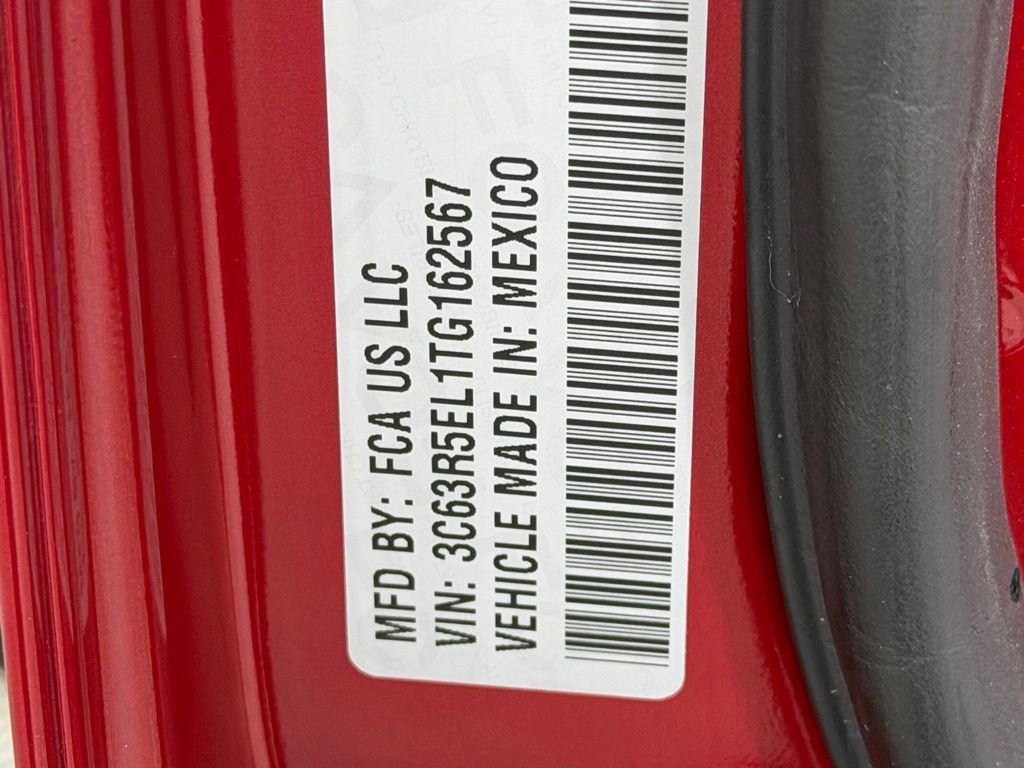 MFD BY: FCA US LLC
VIN: 3C63R5EL1TG162567
VEHICLE MADE IN: MEXICO